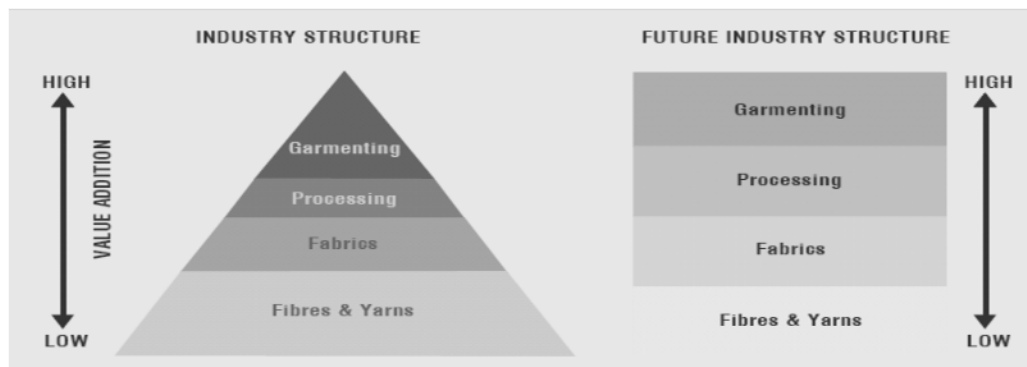 INDUSTRY STRUCTURE
HIGH
VALUE ADDITION
LOW
Garmenting
Processing
Fabrics
Fibres & Yarns
FUTURE INDUSTRY STRUCTURE
Garmenting
Processing
Fabrics
Fibres & Yarns
HIGH
LOW